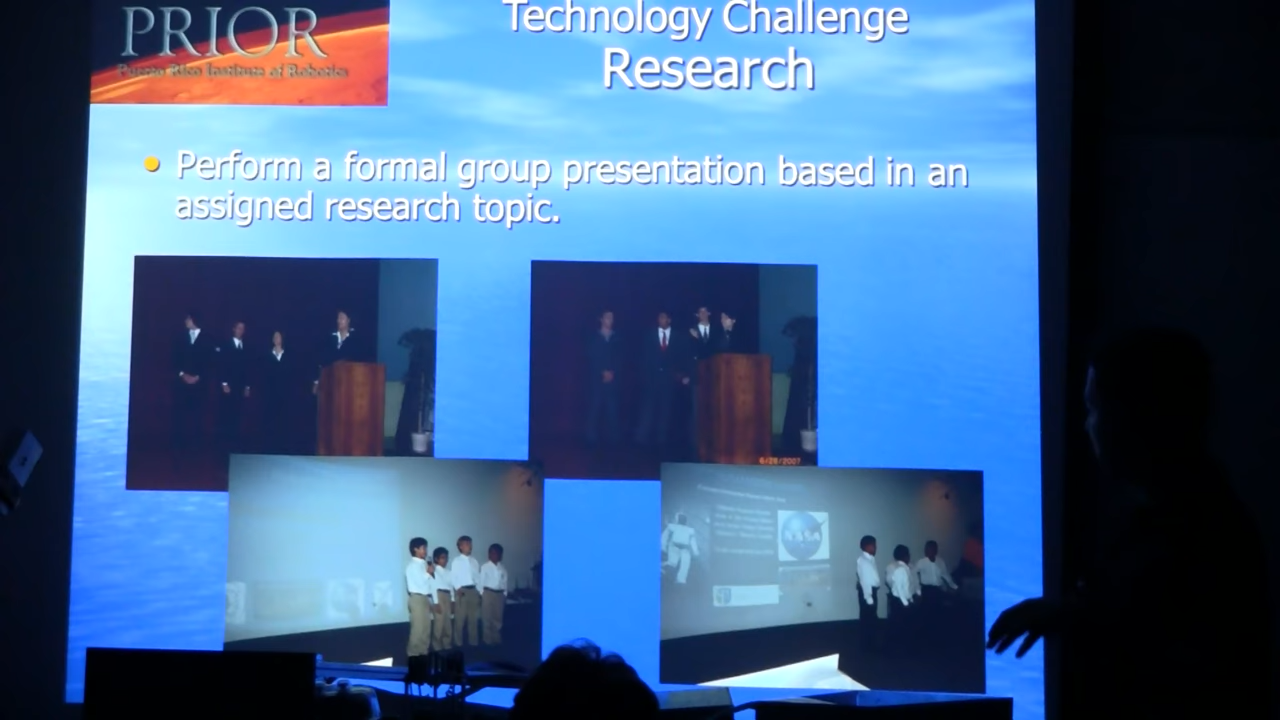 PRIOR
Puerto Rico Institute of Robotics
Technology Challenge
Research
Perform a formal group presentation based in an
assigned research topic.
6/28/2007
NASA